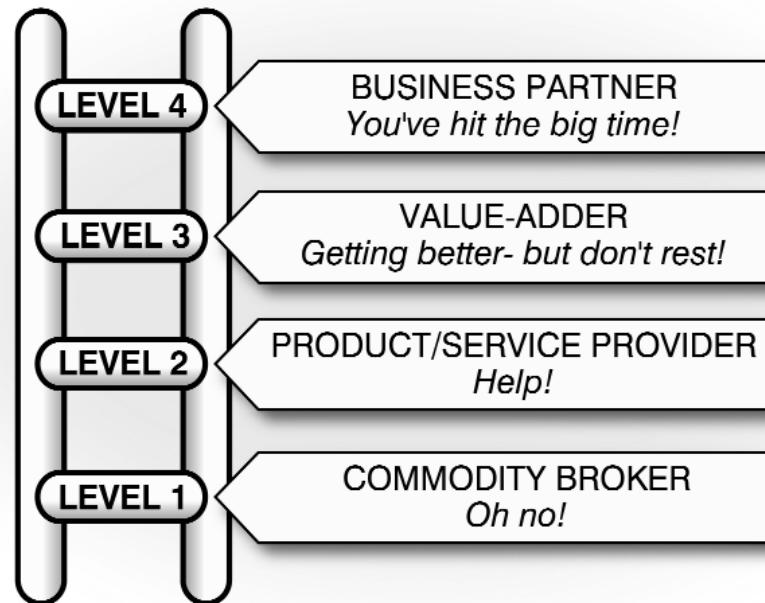 LEVEL 4
BUSINESS PARTNER
You've hit the big time!
LEVEL 3
VALUE-ADDER
Getting better- but don't rest!
LEVEL 2
PRODUCT/SERVICE PROVIDER
Help!
LEVEL 1
COMMODITY BROKER
Oh no!